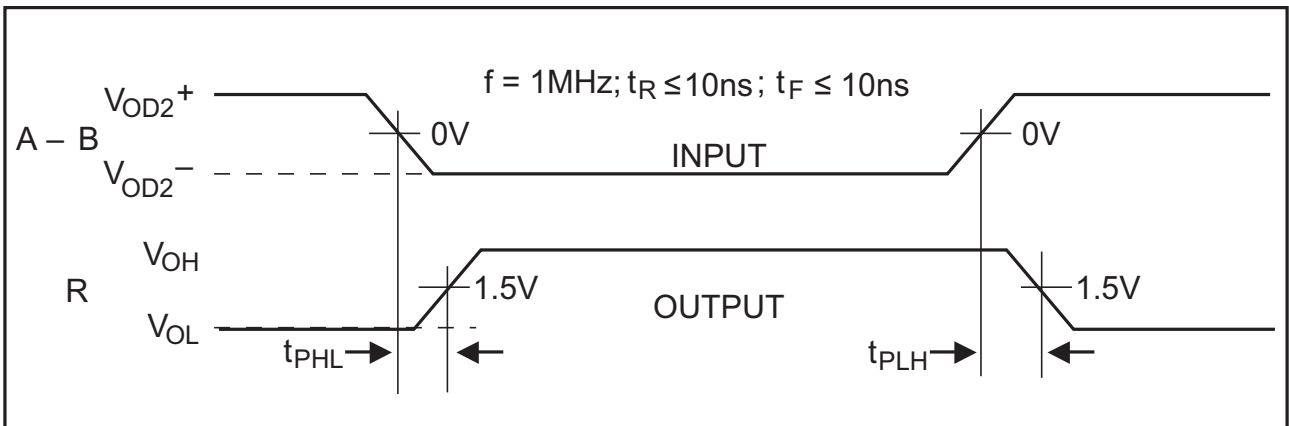 f = 1MHz; tR ≤10ns; tF ≤ 10ns
VOD2+
A – B
0V
0V
INPUT
VOD2–
VOH
R
1.5V
1.5V
OUTPUT
VOL
tPHL
tPLH